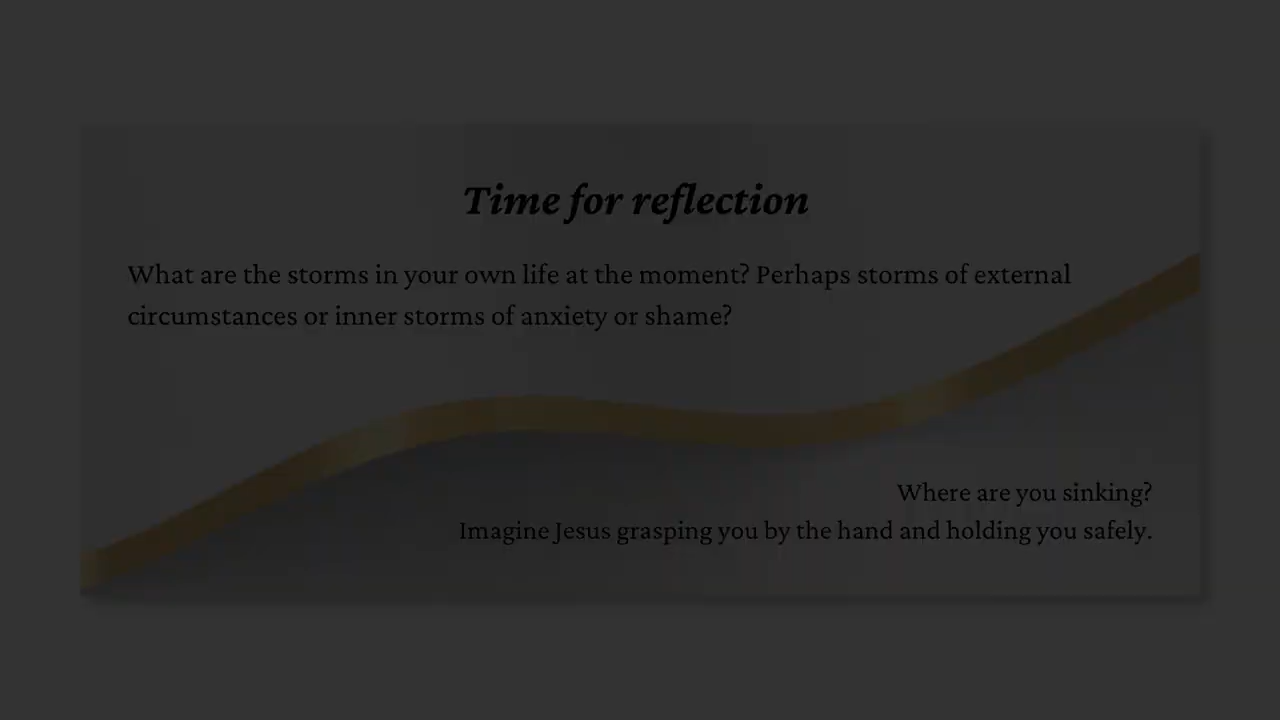 Time for reflection
What are the storms in your own life at the moment? Perhaps storms of external
circumstances or inner storms of anxiety or shame?
Where are you sinking?
Imagine Jesus grasping you by the hand and holding you safely.